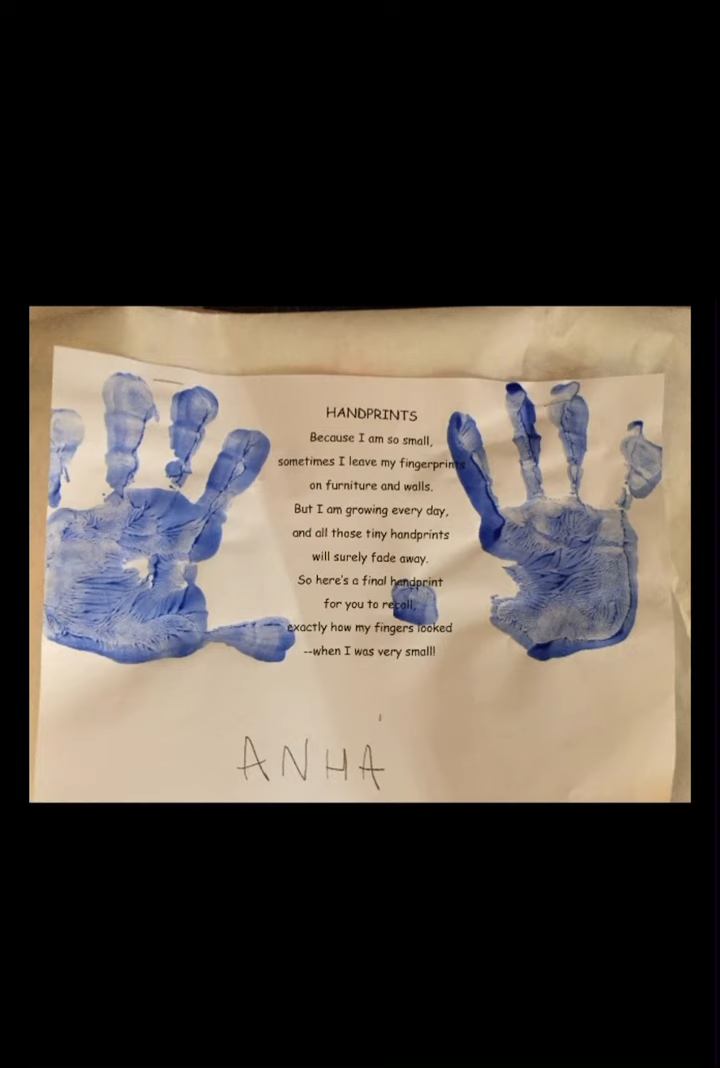 HANDPRINTS
Because I am so small,
sometimes I leave my fingerprints
on furniture and walls.
But I am growing every day,
and all those tiny handprints
will surely fade away.
So here's a final handprint
for you to recall,
exactly how my fingers looked
--when I was very small!
ANHA